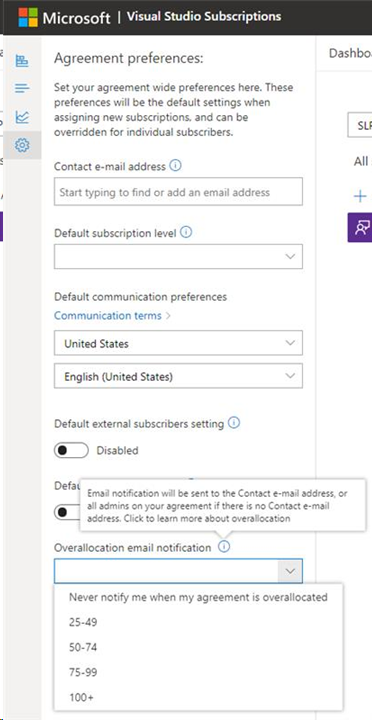 Microsoft | Visual Studio Subscriptions
Agreement preferences:
Dashboa
Set your agreement wide preferences here. These
preferences will be the default settings when
assigning new subscriptions, and can be
overridden for individual subscribers.
Contact e-mail address
Start typing to find or add an email address
SLP
All
Default subscription level
Default communication preferences
Communication terms >
United States
English (United States)
Default external subscribers setting
Disabled
Defau
Email notification will be sent to the Contact e-mail address, or
all admins on your agreement if there is no Contact e-mail
address. Click to learn more about overallocation
Overallocation email notification
Never notify me when my agreement is overallocated
25-49
50-74
75-99
100+